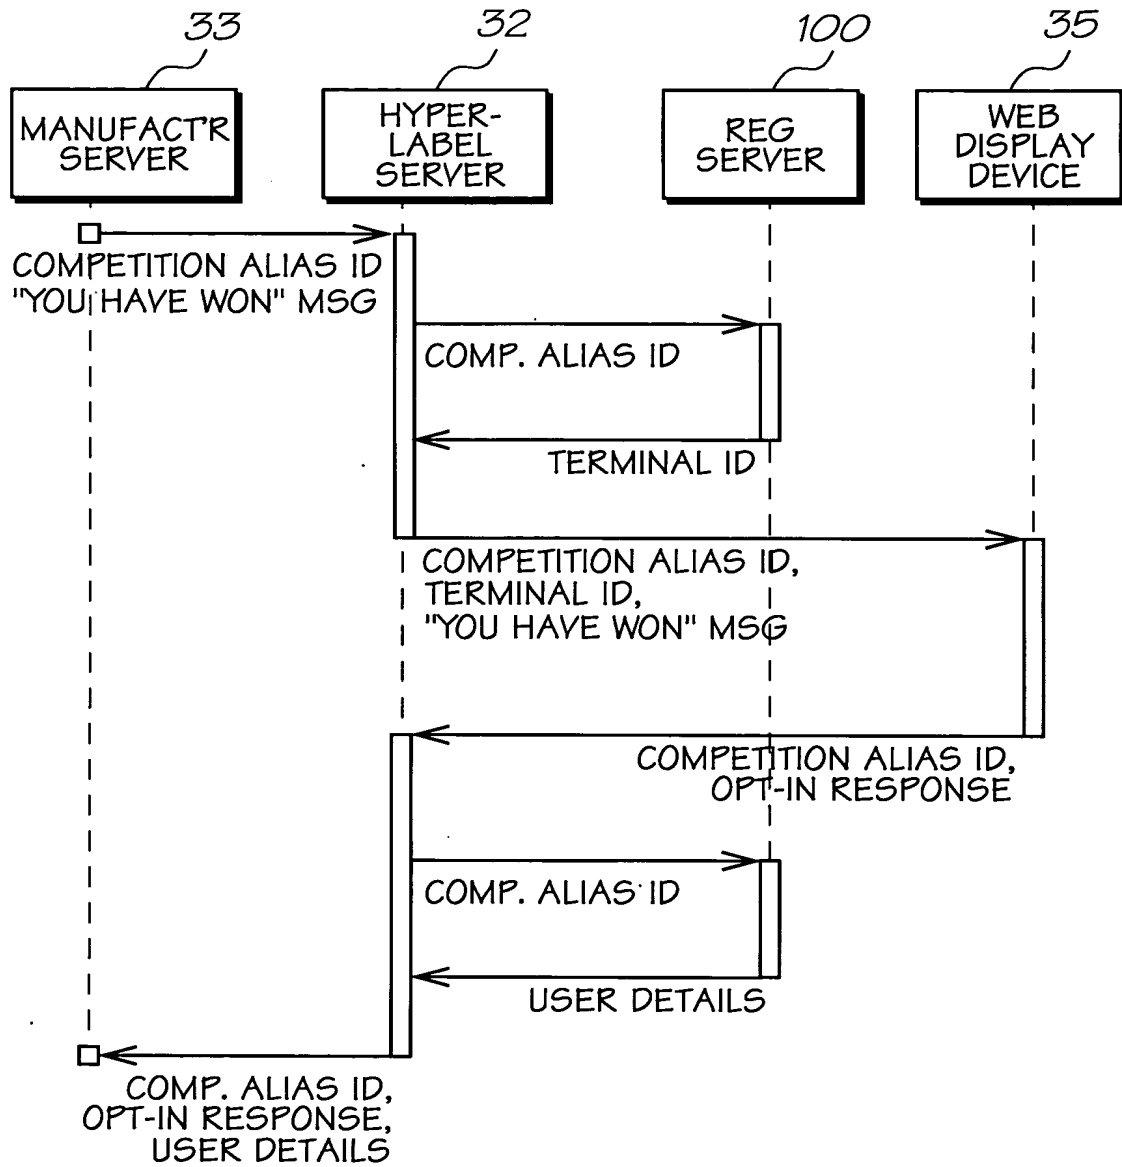 33
32
100
35
MANUFACT'R
SERVER
HYPER-
LABEL
SERVER
REG
SERVER
WEB
DISPLAY
DEVICE
COMPETITION ALIAS ID
"YOU HAVE WON" MSG
COMP. ALIAS ID
TERMINAL ID
COMPETITION ALIAS ID,
TERMINAL ID,
"YOU HAVE WON" MSG
COMPETITION ALIAS ID,
OPT-IN RESPONSE
COMP. ALIAS ID
USER DETAILS
COMP. ALIAS ID,
OPT-IN RESPONSE,
USER DETAILS